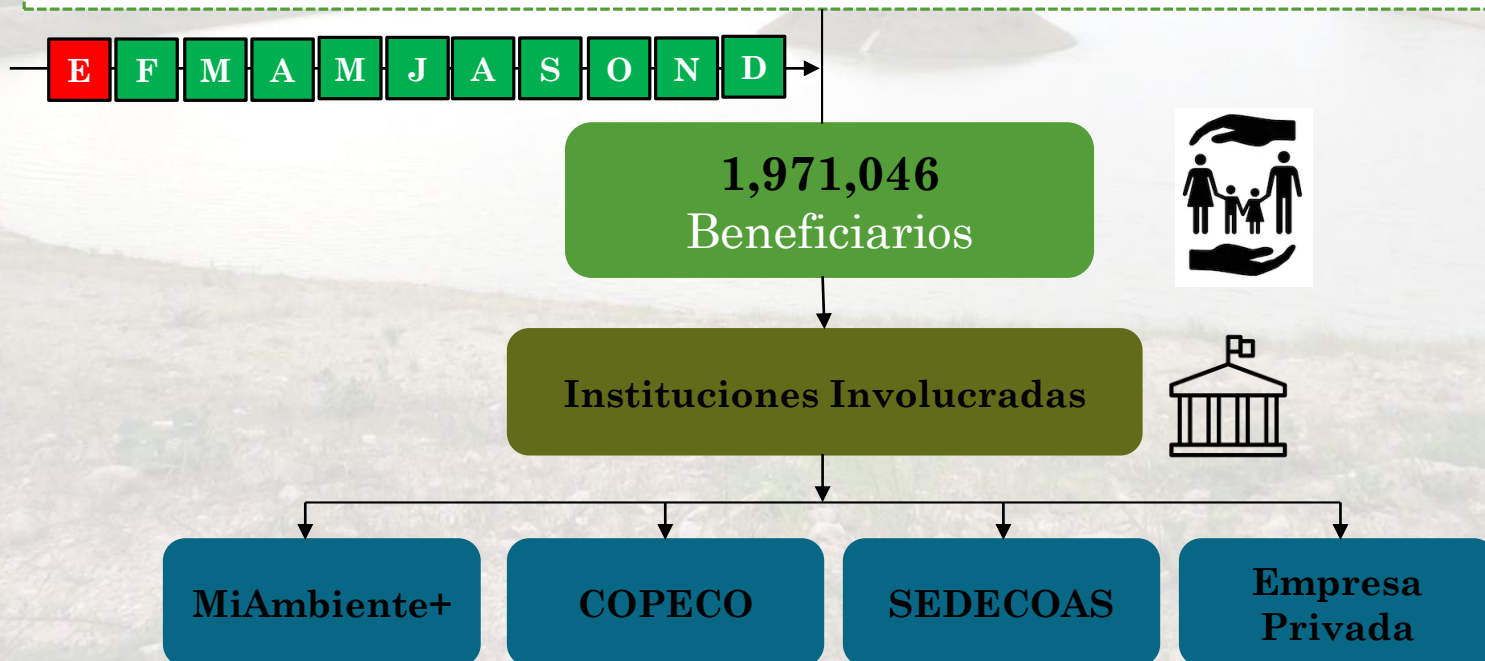 E F M A M J A S O N D
1,971,046
Beneficiarios
Instituciones Involucradas
MiAmbiente+ COPECO SEDECOAS Empresa
Privada